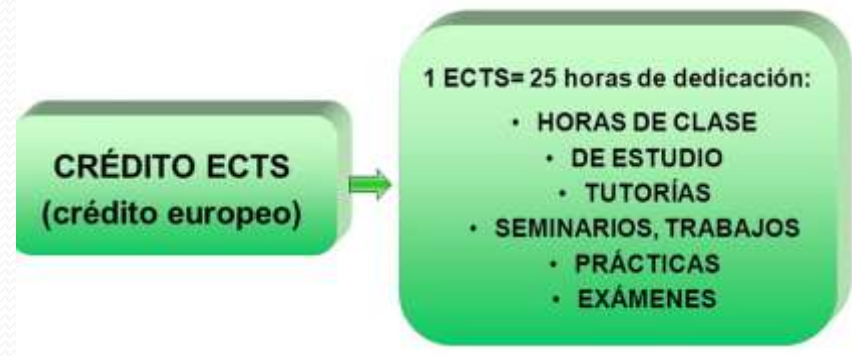 CRÉDITO ECTS
(crédito europeo)
1 ECTS= 25 horas de dedicación:
• HORAS DE CLASE
• DE ESTUDIO
• TUTORÍAS
• SEMINARIOS, TRABAJOS
• PRÁCTICAS
• EXÁMENES